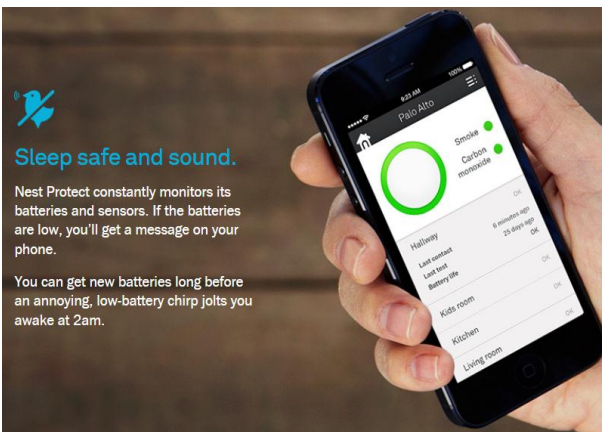 Sleep safe and sound.
Nest Protect constantly monitors its
batteries and sensors. If the batteries
are low, you'll get a message on your
phone.
You can get new batteries long before
an annoying, low-battery chirp jolts you
awake at 2am.
9:23 AM
100%
Palo Alto
Smoke
Carbon
monoxide
Hallway OK
Last contact 6 minutes ago
Last test 25 days ago
Battery life OK
Kids room OK
Kitchen OK
Living room OK